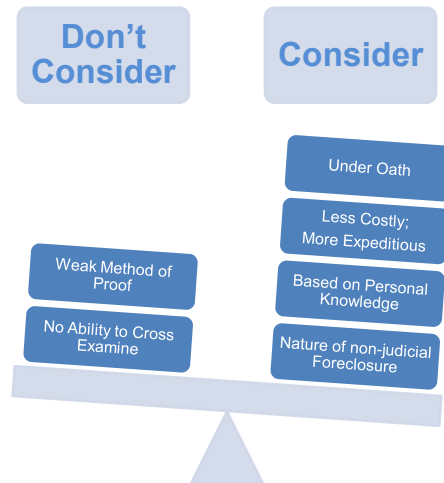 Don’t
Consider
Consider
Under Oath
Less Costly;
More Expeditious
Weak Method of
Proof
Based on Personal
Knowledge
No Ability to Cross
Examine
Nature of non-judicial
Foreclosure